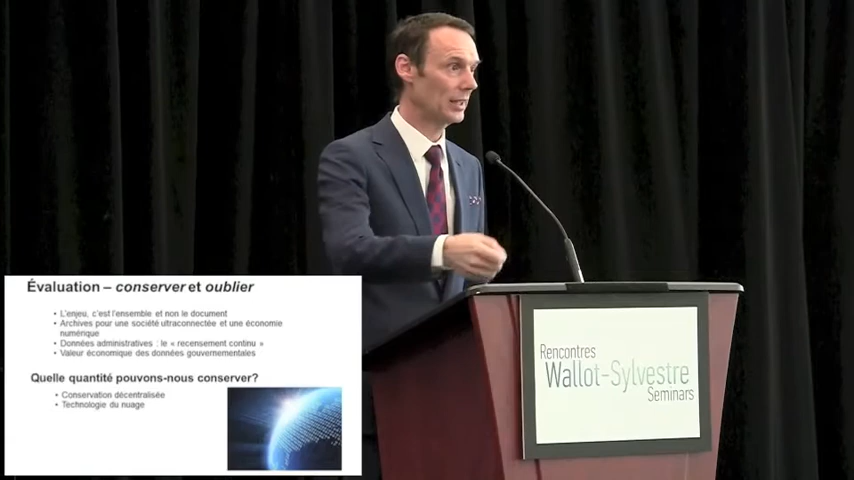 Évaluation – conserver et oublier
• L'enjeu, c'est l'ensemble et non le document
• Archives pour une société ultraconnectée et une économie
numérique
• Données administratives : le « recensement continu »
• Valeur économique des données gouvernementales
Quelle quantité pouvons-nous conserver?
• Conservation décentralisée
• Technologie du nuage
Rencontres
Wallot-Sylvestre
Seminars